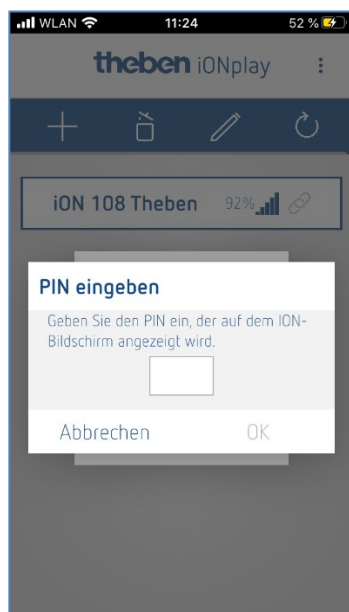 WLAN 11:24 52 %
theben iONplay
iON 108 Theben 92%
PIN eingeben
Geben Sie den PIN ein, der auf dem ION-
Bildschirm angezeigt wird.
Abbrechen OK